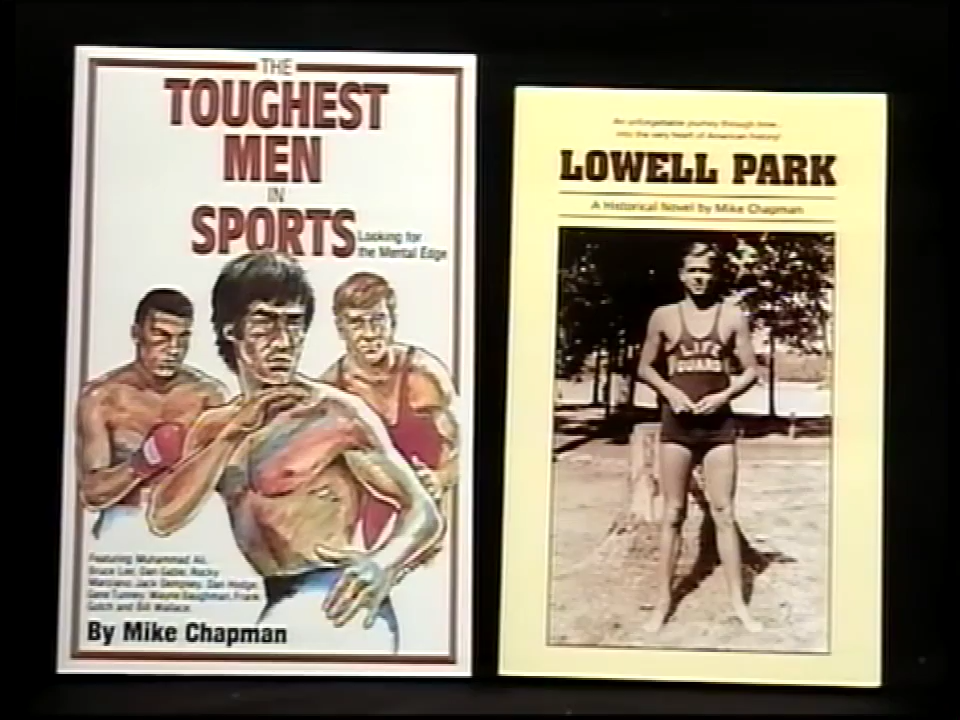 THE
TOUGHEST
MEN
IN
SPORTS
Looking for
the Mental Edge
Featuring Muhammad Ali,
Bruce Lee, Dan Gable, Rocky
Marciano, Jack Dempsey, Dan Hodge,
Gene Tunney, Wayne Baughman, Frank
Gotch and Bill Wallace.
By Mike Chapman
An unforgettable journey through time...
into the very heart of American history!
LOWELL PARK
A Historical Novel by Mike Chapman
LIFE
GUARD